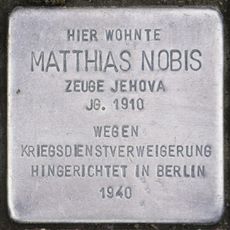 HIER WOHNTE
MATTHIAS NOBIS
ZEUGE JEHOVA
JG. 1910
WEGEN
KRIEGSDIENSTVERWEIGERUNG
HINGERICHTET IN BERLIN
1940